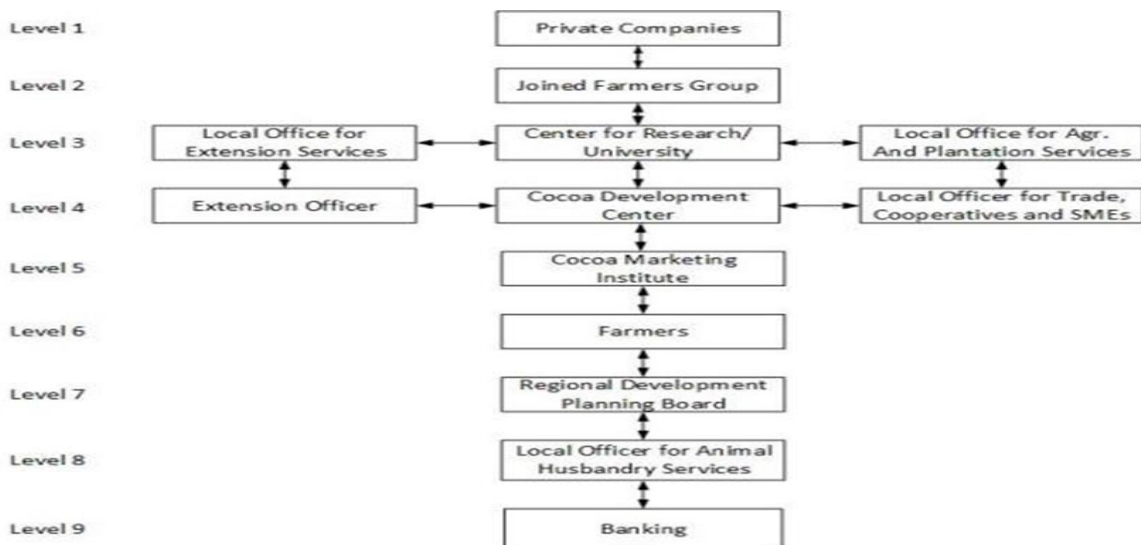 Level 1
Private Companies
Level 2
Joined Farmers Group
Level 3
Local Office for
Extension Services
Center for Research/
University
Local Office for Agr.
And Plantation Services
Level 4
Extension Officer
Cocoa Development
Center
Local Officer for Trade,
Cooperatives and SMEs
Level 5
Cocoa Marketing
Institute
Level 6
Farmers
Level 7
Regional Development
Planning Board
Level 8
Local Officer for Animal
Husbandry Services
Level 9
Banking